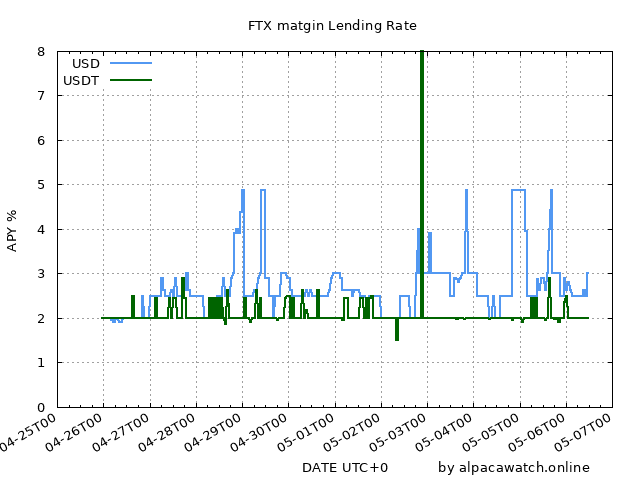 FTX matgin Lending Rate
8
USD
USDT
7
6
5
4
APY %
3
2
1
0
04-25T00
04-26T00
04-27T00
04-28T00
04-29T00
04-30T00
05-01T00
05-02T00
05-03T00
05-04T00
05-05T00
05-06T00
05-07T00
DATE UTC+0
by alpacawatch.online